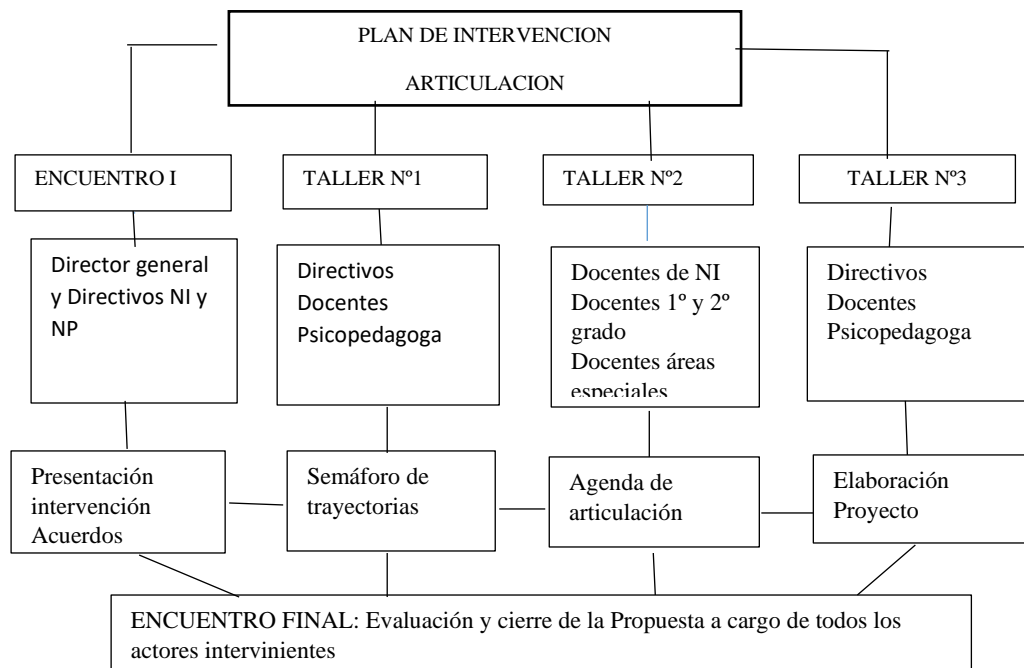 PLAN DE INTERVENCION
ARTICULACION
ENCUENTRO I
TALLER Nº1
TALLER Nº2
TALLER Nº3
Director general
y Directivos NI y
NP
Directivos
Docentes
Psicopedagoga
Docentes de NI
Docentes 1º y 2º
grado
Docentes áreas
especiales
Directivos
Docentes
Psicopedagoga
Presentación
intervención
Acuerdos
Semáforo de
trayectorias
Agenda de
articulación
Elaboración
Proyecto
ENCUENTRO FINAL: Evaluación y cierre de la Propuesta a cargo de todos los
actores intervinientes